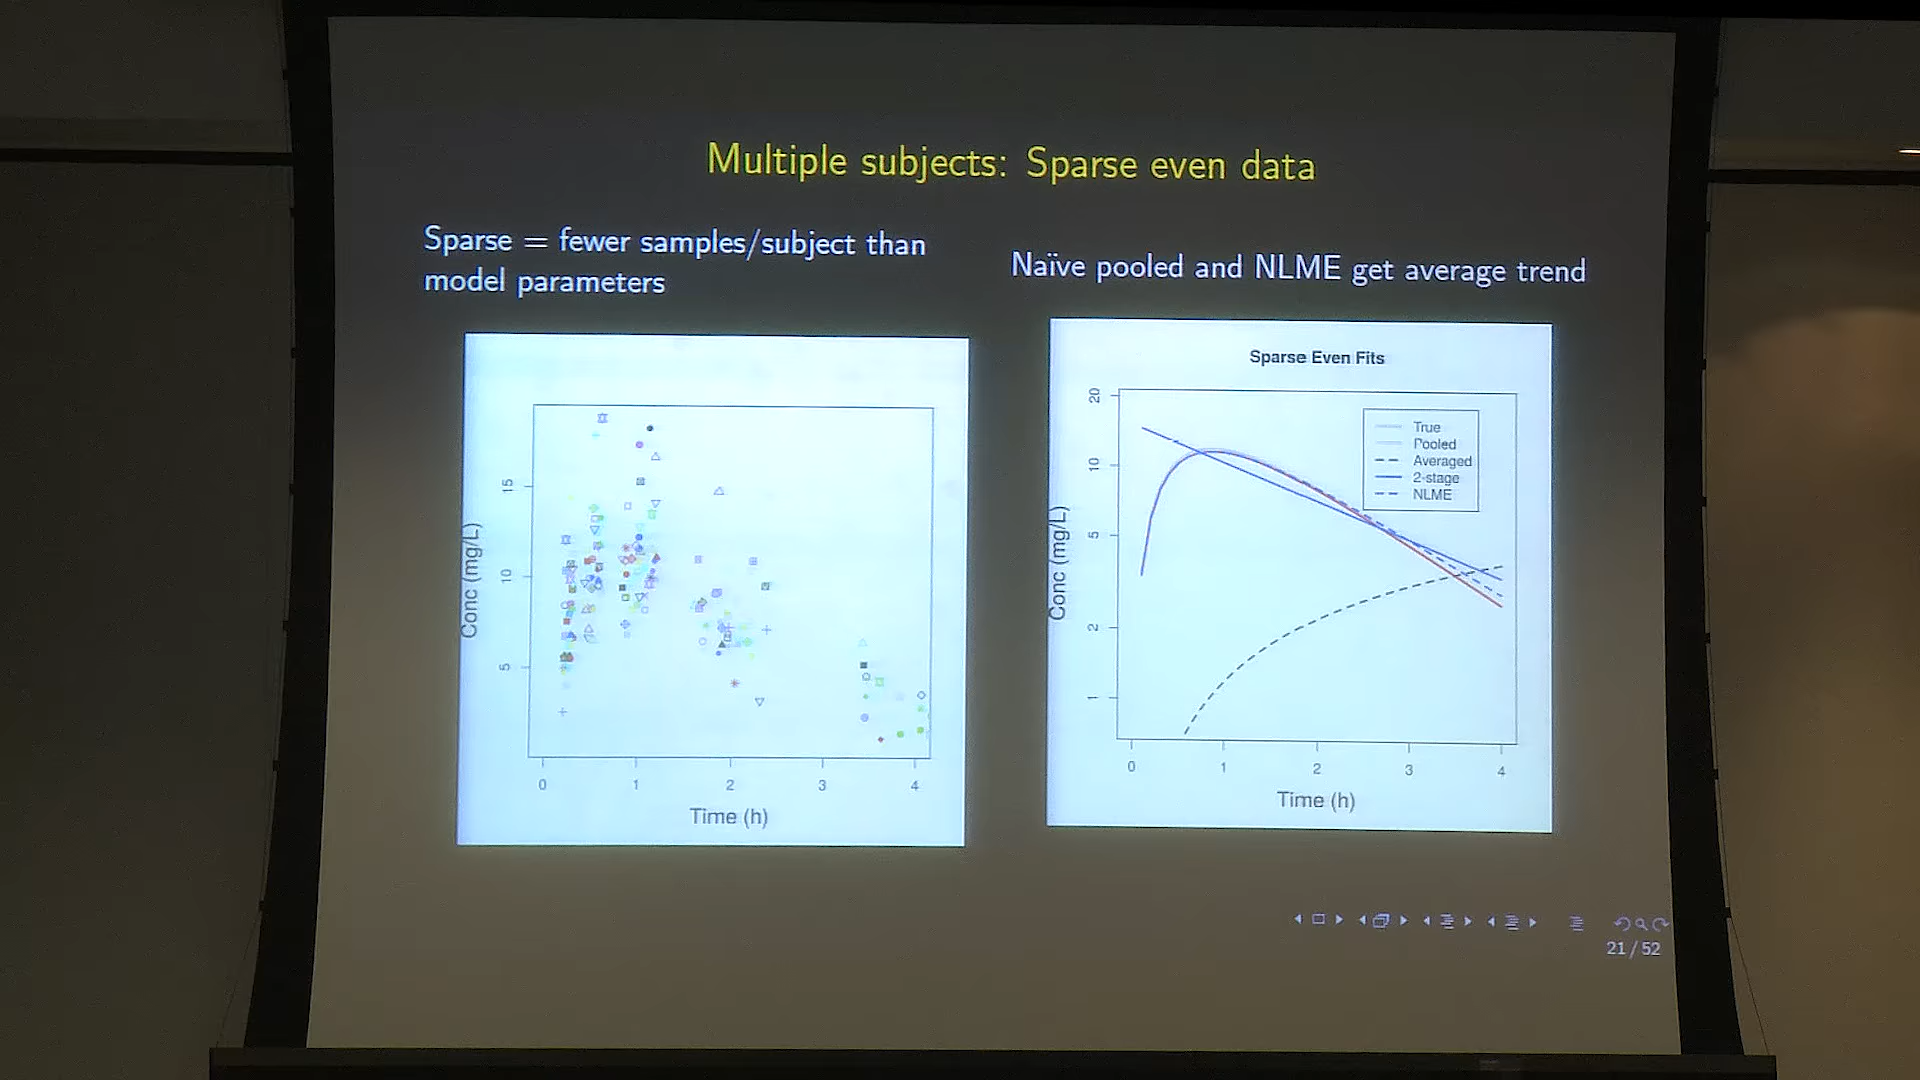 Multiple subjects: Sparse even data
Sparse = fewer samples/subject than
model parameters
Naïve pooled and NLME get average trend
Conc (mg/L)
15
10
5
0
1
2
3
4
Time (h)
Sparse Even Fits
Conc (mg/L)
20
10
5
2
1
True
Pooled
Averaged
2-stage
NLME
0
1
2
3
4
Time (h)
21 / 52